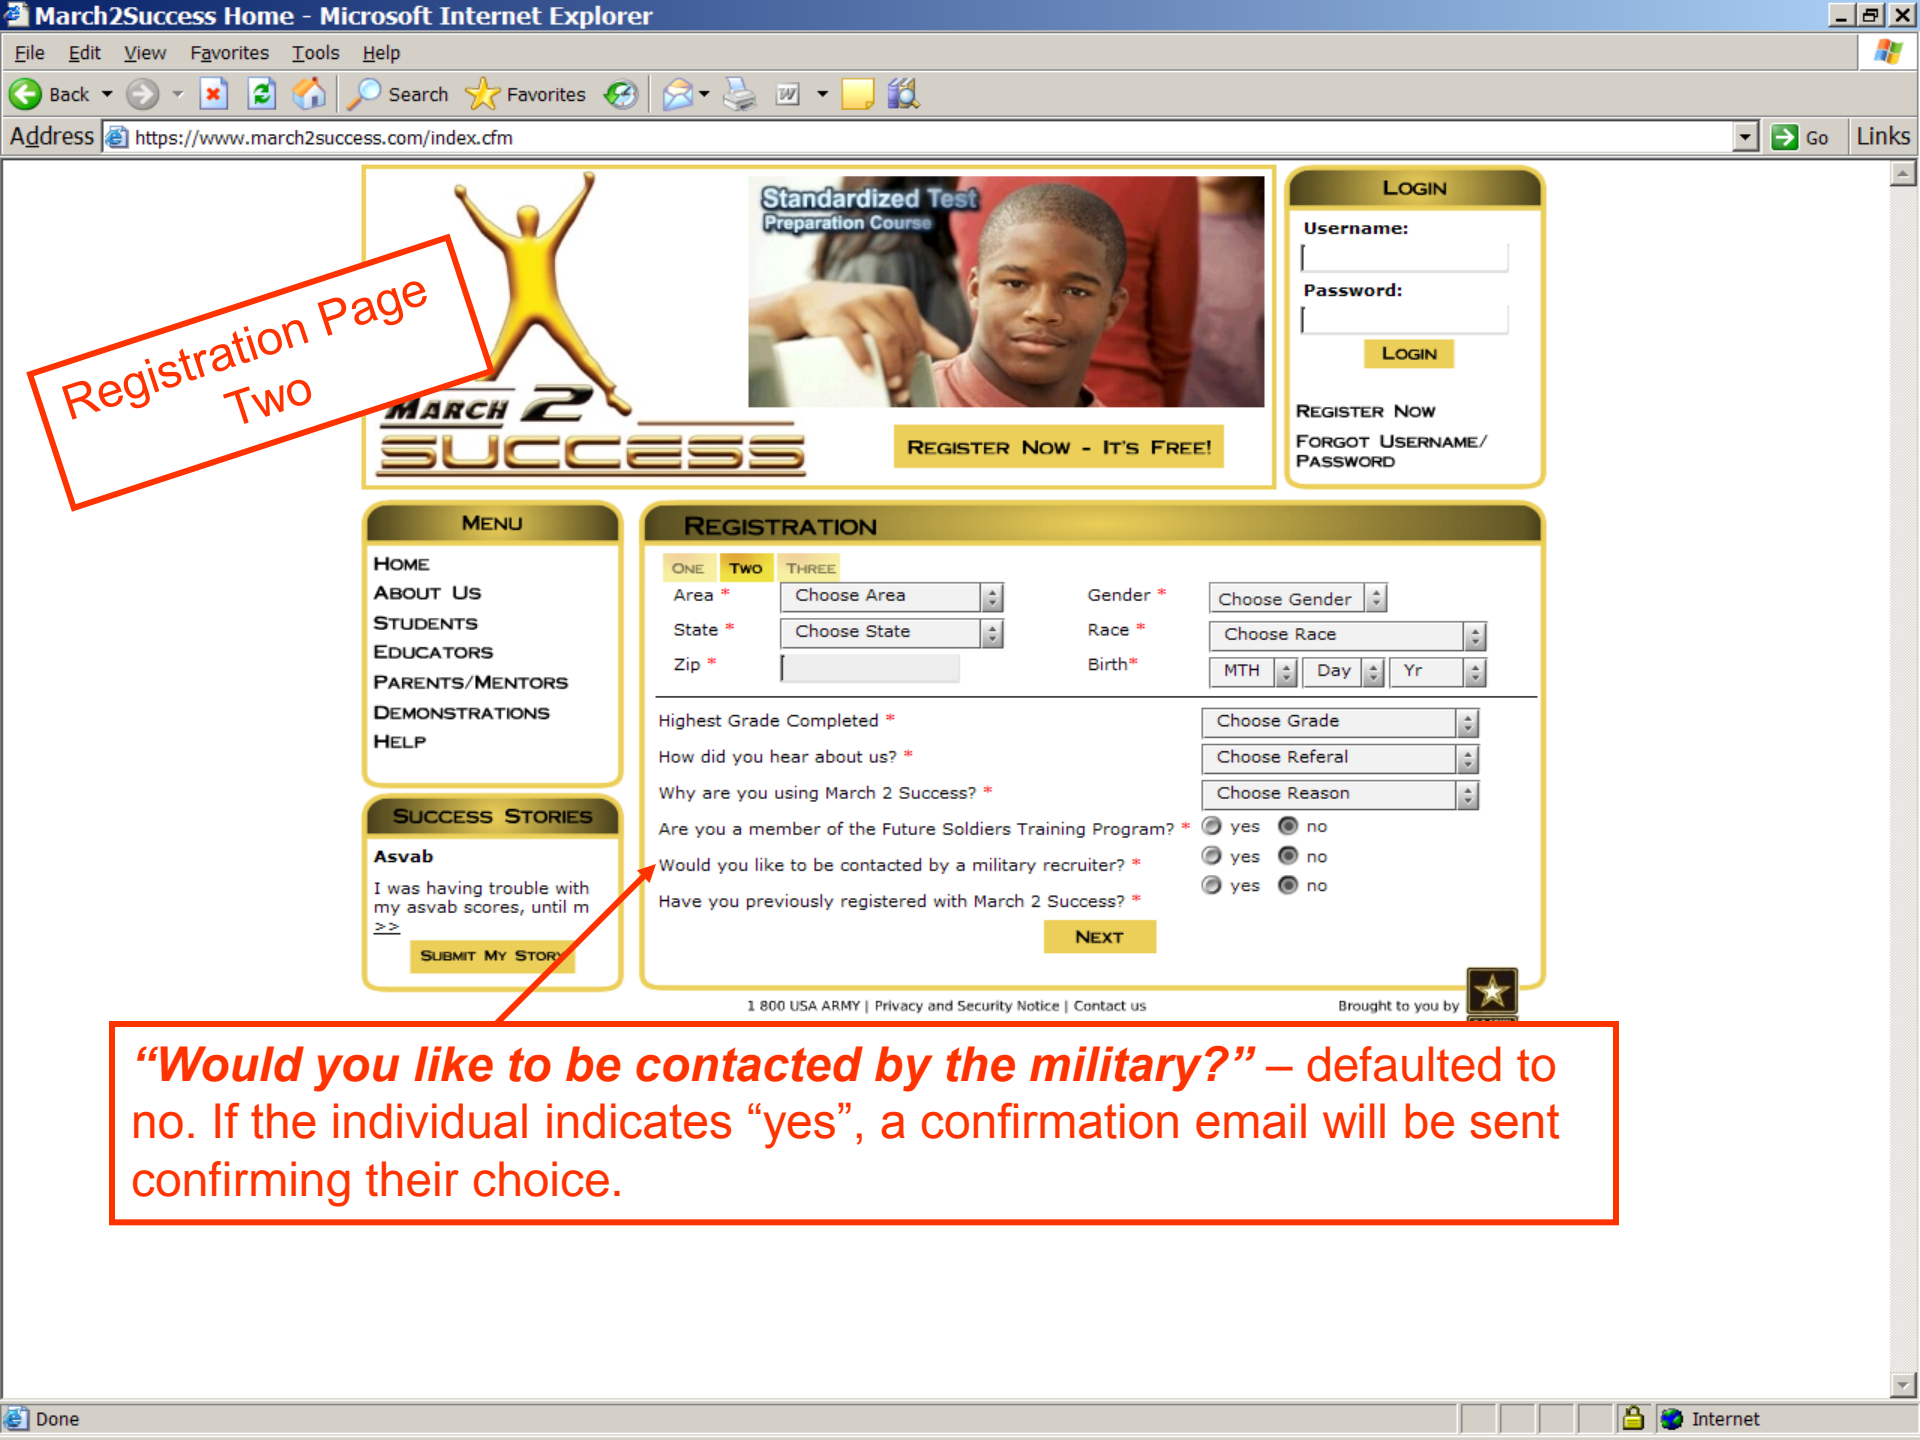 March2Success Home - Microsoft Internet Explorer
File Edit View Favorites Tools Help
Back Search Favorites
Address https://www.march2success.com/index.cfm Go Links
Registration Page
Two
MARCH 2
SUCCESS
Standardized Test
Preparation Course
REGISTER NOW - IT'S FREE!
LOGIN
Username:
Password:
LOGIN
REGISTER NOW
FORGOT USERNAME/
PASSWORD
MENU
HOME
ABOUT US
STUDENTS
EDUCATORS
PARENTS/MENTORS
DEMONSTRATIONS
HELP
SUCCESS STORIES
Asvab
I was having trouble with
my asvab scores, until m
>>
SUBMIT MY STORY
REGISTRATION
ONE TWO THREE
Area * Choose Area Gender * Choose Gender
State * Choose State Race * Choose Race
Zip * Birth* MTH Day Yr
Highest Grade Completed * Choose Grade
How did you hear about us? * Choose Referal
Why are you using March 2 Success? * Choose Reason
Are you a member of the Future Soldiers Training Program? * yes no
Would you like to be contacted by a military recruiter? * yes no
Have you previously registered with March 2 Success? * yes no
NEXT
1 800 USA ARMY | Privacy and Security Notice | Contact us Brought to you by
“Would you like to be contacted by the military?” – defaulted to
no. If the individual indicates “yes”, a confirmation email will be sent
confirming their choice.
Done Internet